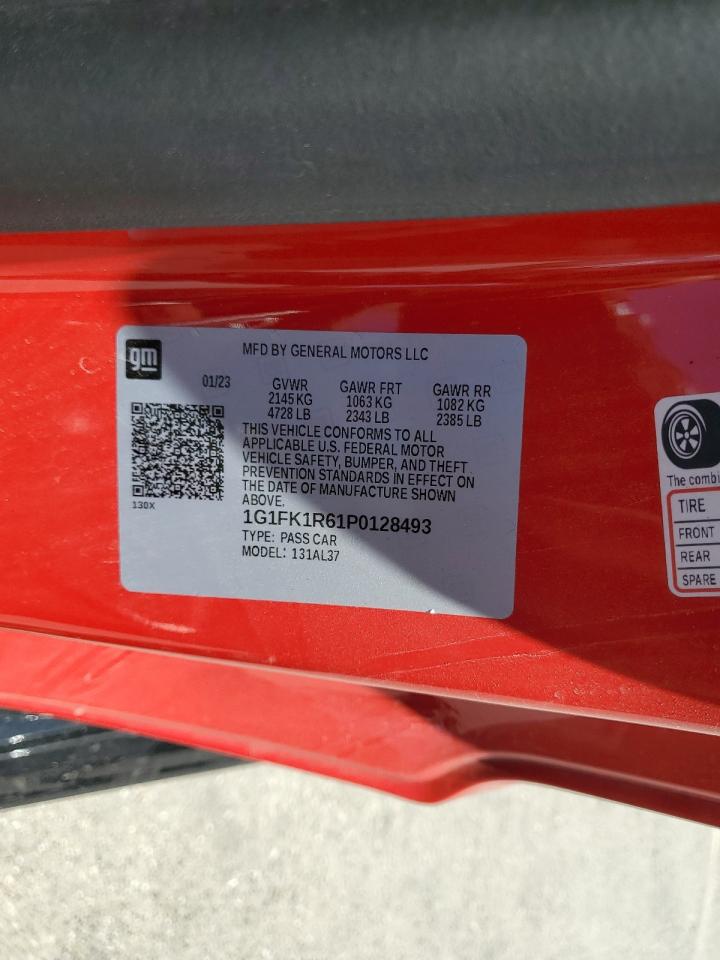 gm
MFD BY GENERAL MOTORS LLC
01/23
GVWR GAWR FRT GAWR RR
2145 KG 1063 KG 1082 KG
4728 LB 2343 LB 2385 LB
THIS VEHICLE CONFORMS TO ALL
APPLICABLE U.S. FEDERAL MOTOR
VEHICLE SAFETY, BUMPER, AND THEFT
PREVENTION STANDARDS IN EFFECT ON
THE DATE OF MANUFACTURE SHOWN
ABOVE.
130X
1G1FK1R61P0128493
TYPE: PASS CAR
MODEL: 131AL37
The combi
TIRE
FRONT
REAR
SPARE